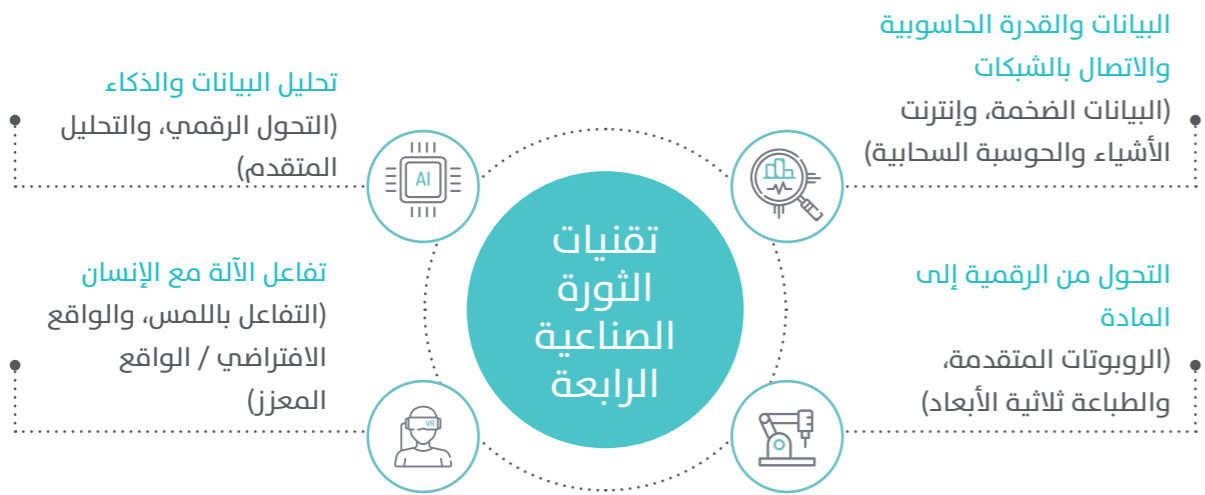 البيانات والقدرة الحاسوبية
والاتصال بالشبكات
(البيانات الضخمة، وإنترنت
الأشياء والحوسبة السحابية)
تحليل البيانات والذكاء
(التحول الرقمي، والتحليل
المتقدم)
AI
تقنيات
الثورة
الصناعية
الرابعة
التحول من الرقمية إلى
المادة
(الروبوتات المتقدمة،
والطباعة ثلاثية الأبعاد)
تفاعل الآلة مع الإنسان
(التفاعل باللمس، والواقع
الافتراضي / الواقع
المعزز)
VR